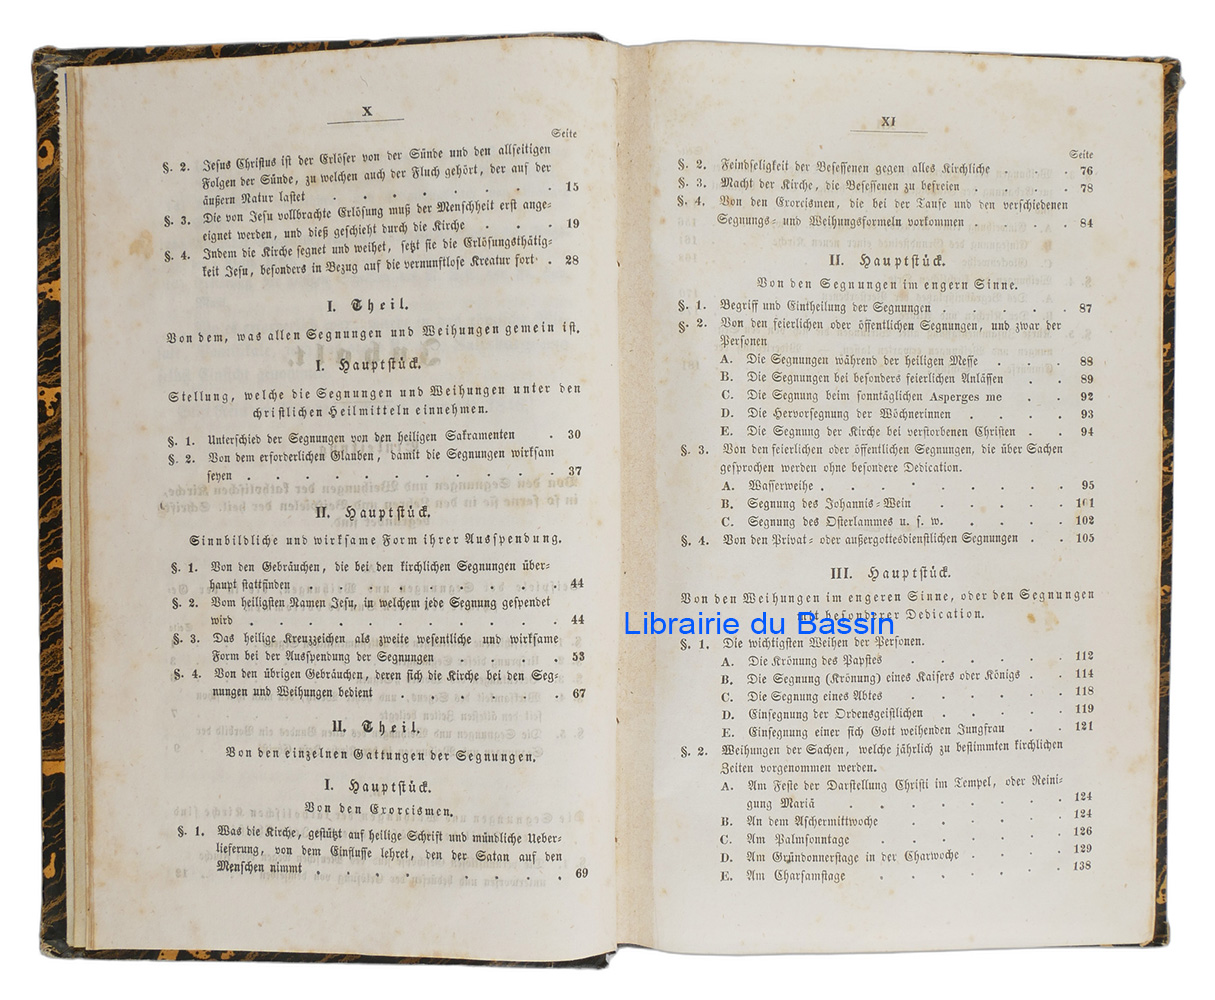 X
Seite
§. 2. Jesus Christus ist der Erlöser von der Sünde und den allseitigen
Folgen der Sünde, zu welchen auch der Fluch gehört, der auf der
äußern Natur lastet . . . . . . . 15
§. 3. Die von Jesu vollbrachte Erlösung muß der Menschheit erst ange-
eignet werden, und dieß geschieht durch die Kirche . . . 19
§. 4. Indem die Kirche segnet und weihet, setzt sie die Erlösungsthätig-
keit Jesu, besonders in Bezug auf die vernunftlose Kreatur fort . 28
I. Theil.
Von dem, was allen Segnungen und Weihungen gemein ist.
I. Hauptstück.
Stellung, welche die Segnungen und Weihungen unter den
christlichen Heilmitteln einnehmen.
§. 1. Unterschied der Segnungen von den heiligen Sakramenten . 30
§. 2. Von dem erforderlichen Glauben, damit die Segnungen wirksam
seyen . . . . . . . . . . . 37
II. Hauptstück.
Sinnbildliche und wirksame Form ihrer Ausspendung.
§. 1. Von den Gebräuchen, die bei den kirchlichen Segnungen über-
haupt stattfinden . . . . . . . . . 44
§. 2. Vom heiligsten Namen Jesu, in welchem jede Segnung gespendet
wird . . . . . . . . . . . 44
§. 3. Das heilige Kreuzzeichen als zweite wesentliche und wirksame
Form bei der Ausspendung der Segnungen . . . . 53
§. 4. Von den übrigen Gebräuchen, deren sich die Kirche bei den Seg-
nungen und Weihungen bedient . . . . . . 67
II. Theil.
Von den einzelnen Gattungen der Segnungen.
I. Hauptstück.
Von den Exorcismen.
§. 1. Was die Kirche, gestützt auf heilige Schrift und mündliche Ueber-
lieferung, von dem Einflusse lehret, den der Satan auf den
Menschen nimmt . . . . . . . . . 69
XI
Seite
§. 2. Feindseligkeit der Besessenen gegen alles Kirchliche . . . 76
§. 3. Macht der Kirche, die Besessenen zu befreien . . . . 78
§. 4. Von den Exorcismen, die bei der Taufe und den verschiedenen
Segnungs- und Weihungsformeln vorkommen . . . . 84
II. Hauptstück.
Von den Segnungen im engern Sinne.
§. 1. Begriff und Eintheilung der Segnungen . . . . . 87
§. 2. Von den feierlichen oder öffentlichen Segnungen, und zwar der
Personen
A. Die Segnungen während der heiligen Messe . . . 88
B. Die Segnungen bei besonders feierlichen Anlässen . . 89
C. Die Segnung beim sonntäglichen Asperges me . . 92
D. Die Hervorsegnung der Wöchnerinnen . . . . 93
E. Die Segnung der Kirche bei verstorbenen Christen . . 94
§. 3. Von den feierlichen oder öffentlichen Segnungen, die über Sachen
gesprochen werden ohne besondere Dedication.
A. Wasserweihe . . . . . . . . 95
B. Segnung des Johannis-Wein . . . . . 101
C. Segnung des Osterlammes u. s. w. . . . . 102
§. 4. Von den Privat- oder außergottesdienstlichen Segnungen . . 105
III. Hauptstück.
Von den Weihungen im engeren Sinne, oder den Segnungen
mit besonderer Dedication.
Librairie du Bassin
§. 1. Die wichtigsten Weihen der Personen.
A. Die Krönung des Papstes . . . . . . 112
B. Die Segnung (Krönung) eines Kaisers oder Königs . . 114
C. Die Segnung eines Abtes . . . . . . 118
D. Einsegnung der Ordensgeistlichen . . . . . 119
E. Einsegnung einer sich Gott weihenden Jungfrau . . 121
§. 2. Weihungen der Sachen, welche jährlich zu bestimmten kirchlichen
Zeiten vorgenommen werden.
A. Am Feste der Darstellung Christi im Tempel, oder Reini-
gung Mariä . . . . . . . . 124
B. An dem Aschermittwoche . . . . . . 124
C. Am Palmsonntage . . . . . . 126
D. Am Gründonnerstage in der Charwoche . . . . 129
E. Am Charsamstage . . . . . . . 138